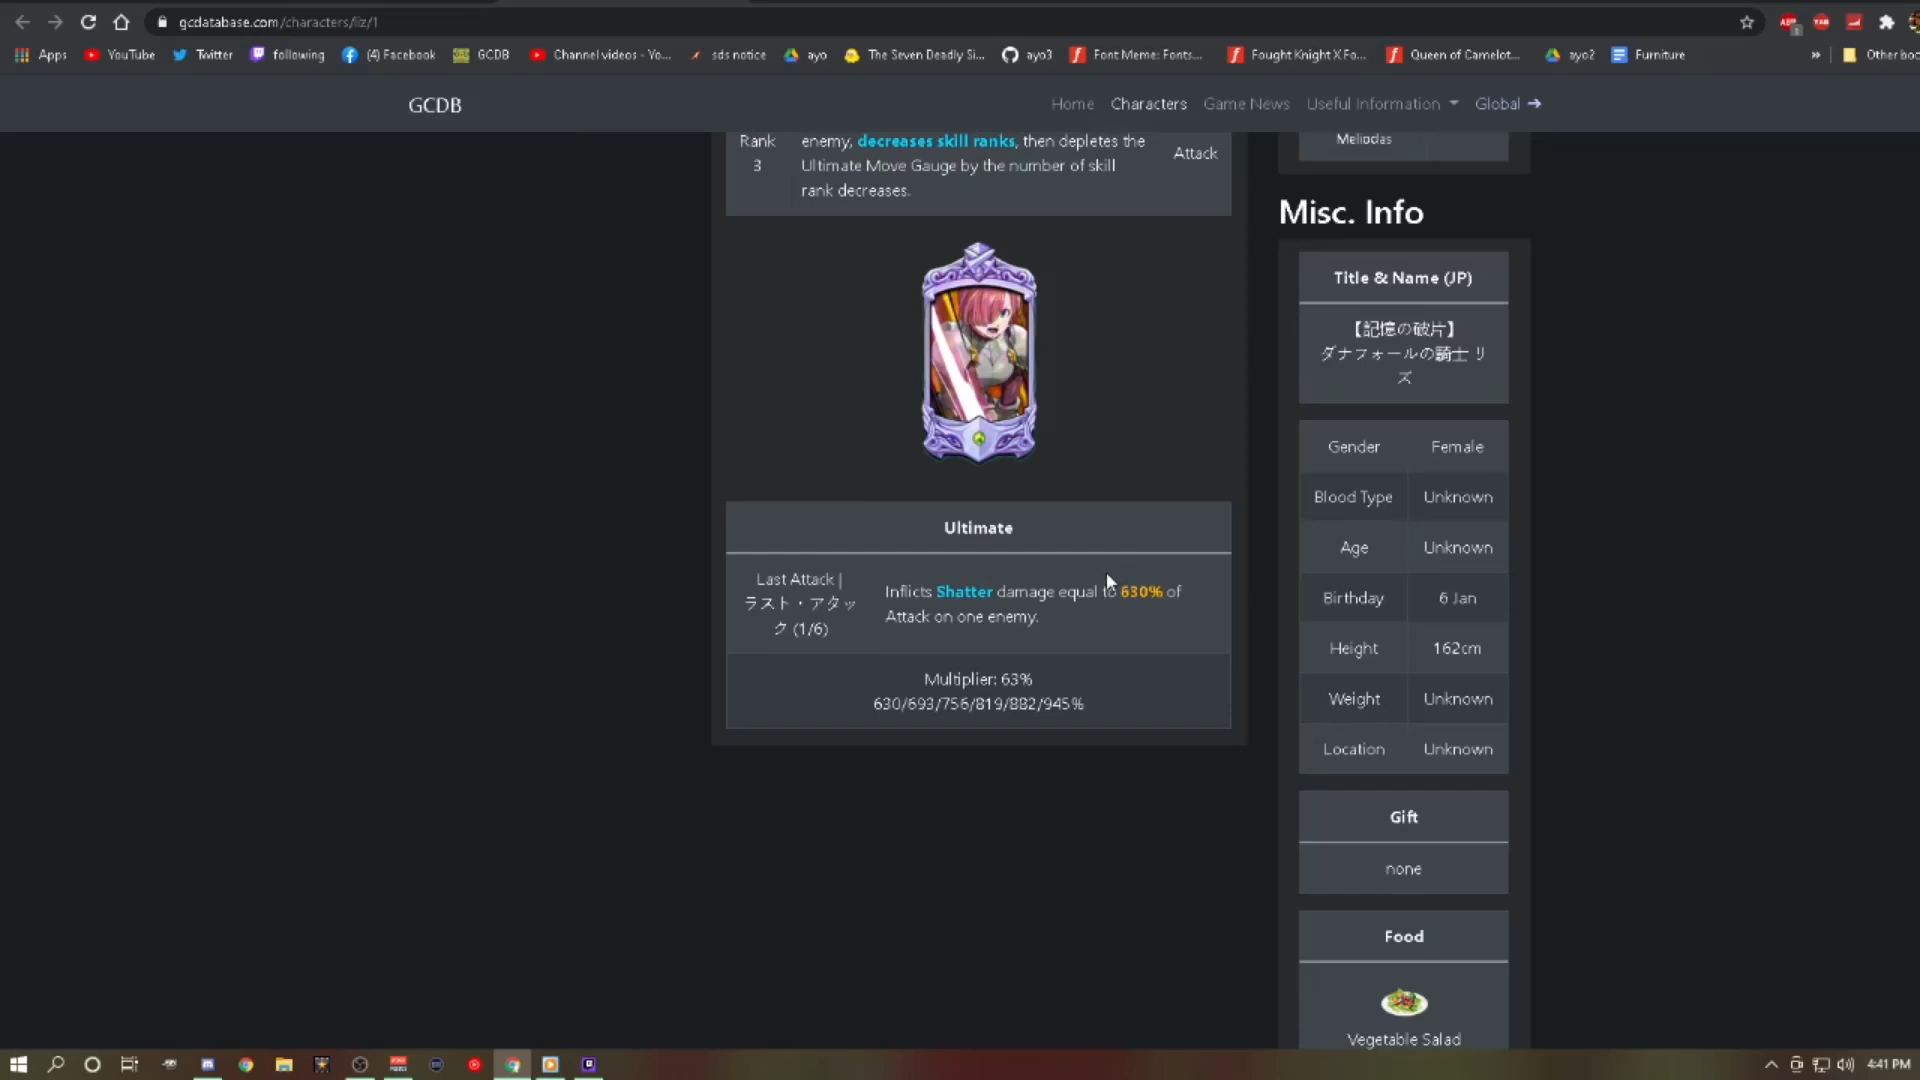 gcdatabase.com/characters/liz/1
Apps
YouTube
Twitter
following
(4) Facebook
GCDB
Channel videos - Yo...
sds notice
ayo
The Seven Deadly Si...
ayo3
Font Meme: Fonts...
Fought Knight X Fo...
Queen of Camelot...
ayo2
Furniture
»
Other boo
GCDB
Home
Characters
Game News
Useful Information
Global
Rank
3
enemy, decreases skill ranks, then depletes the
Ultimate Move Gauge by the number of skill
rank decreases.
Attack
Ultimate
Last Attack |
ラスト・アタッ
ク (1/6)
Inflicts Shatter damage equal to 630% of
Attack on one enemy.
Multiplier: 63%
630/693/756/819/882/945%
Meliodas
Misc. Info
Title & Name (JP)
【記憶の破片】
ダナフォールの騎士 リ
ズ
Gender Female
Blood Type Unknown
Age Unknown
Birthday 6 Jan
Height 162cm
Weight Unknown
Location Unknown
Gift
none
Food
Vegetable Salad
4:41 PM